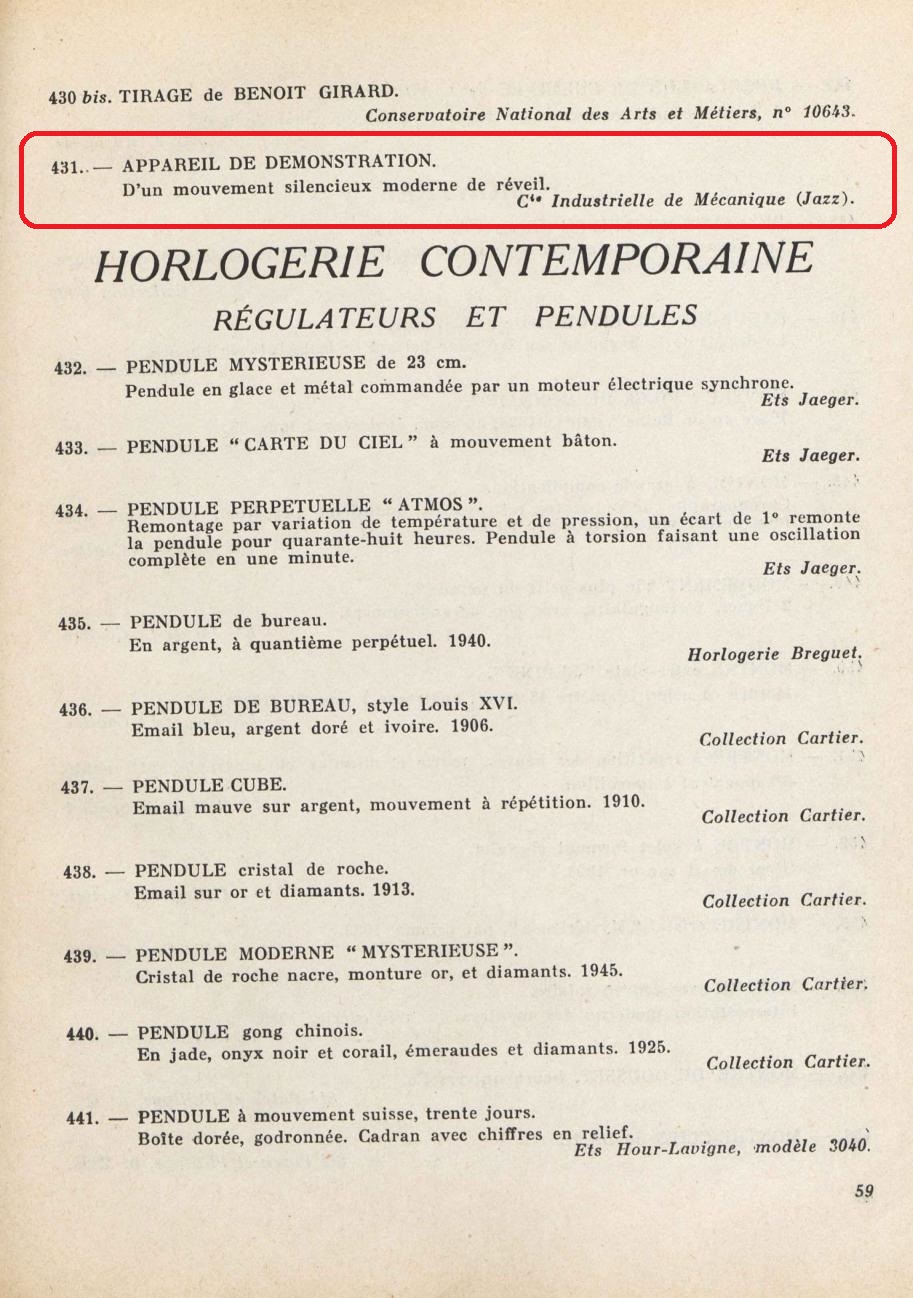 430 bis. TIRAGE de BENOIT GIRARD.
Conservatoire National des Arts et Métiers, n° 10643.
431. — APPAREIL DE DEMONSTRATION.
D'un mouvement silencieux moderne de réveil.
Cie Industrielle de Mécanique (Jazz).
HORLOGERIE CONTEMPORAINE
RÉGULATEURS ET PENDULES
432. — PENDULE MYSTERIEUSE de 23 cm.
Pendule en glace et métal commandée par un moteur électrique synchrone.
Ets Jaeger.
433. — PENDULE “ CARTE DU CIEL ” à mouvement bâton.
Ets Jaeger.
434. — PENDULE PERPETUELLE “ ATMOS ”.
Remontage par variation de température et de pression, un écart de 1° remonte
la pendule pour quarante-huit heures. Pendule à torsion faisant une oscillation
complète en une minute.
Ets Jaeger.
435. — PENDULE de bureau.
En argent, à quantième perpétuel. 1940.
Horlogerie Breguet.
436. — PENDULE DE BUREAU, style Louis XVI.
Email bleu, argent doré et ivoire. 1906.
Collection Cartier.
437. — PENDULE CUBE.
Email mauve sur argent, mouvement à répétition. 1910.
Collection Cartier.
438. — PENDULE cristal de roche.
Email sur or et diamants. 1913.
Collection Cartier.
439. — PENDULE MODERNE “ MYSTERIEUSE ”.
Cristal de roche nacre, monture or, et diamants. 1945.
Collection Cartier.
440. — PENDULE gong chinois.
En jade, onyx noir et corail, émeraudes et diamants. 1925.
Collection Cartier.
441. — PENDULE à mouvement suisse, trente jours.
Boîte dorée, godronnée. Cadran avec chiffres en relief.
Ets Hour-Lavigne, modèle 3040.
59